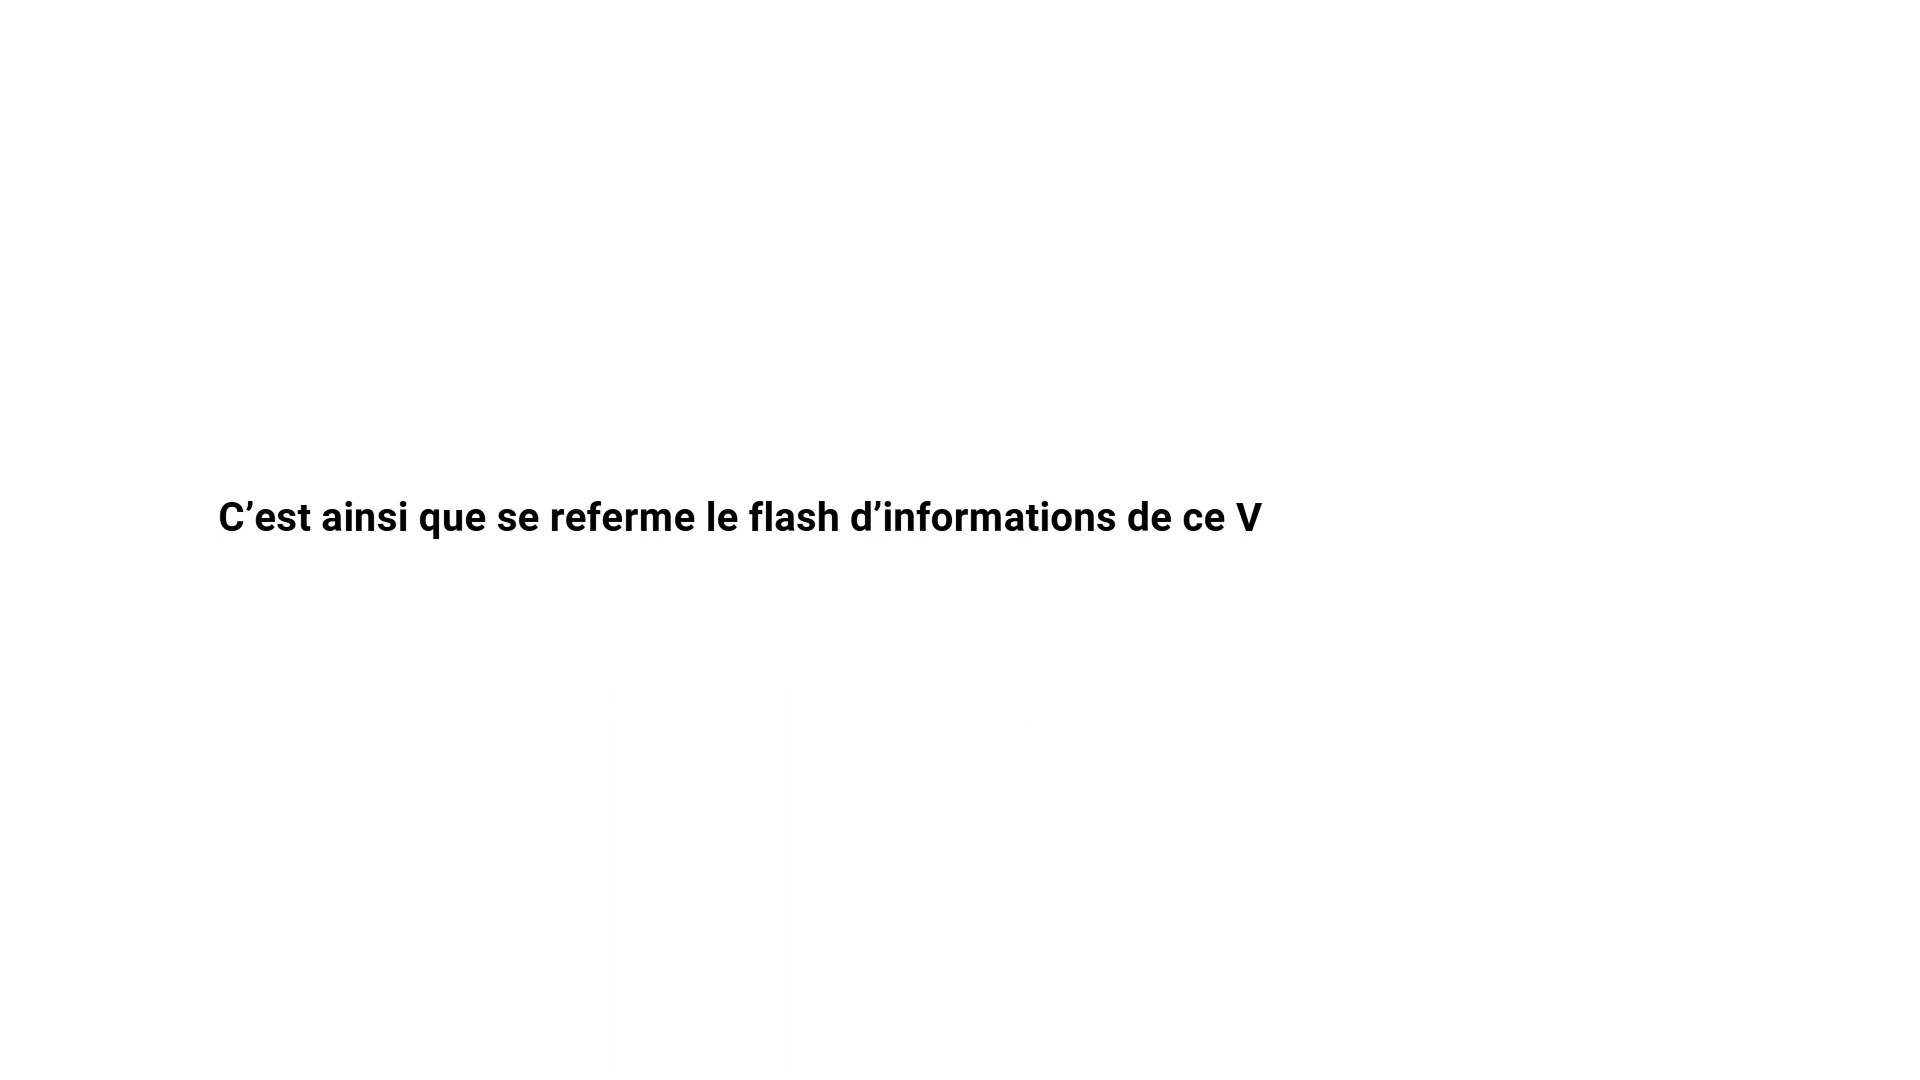 C’est ainsi que se referme le flash d’informations de ce V